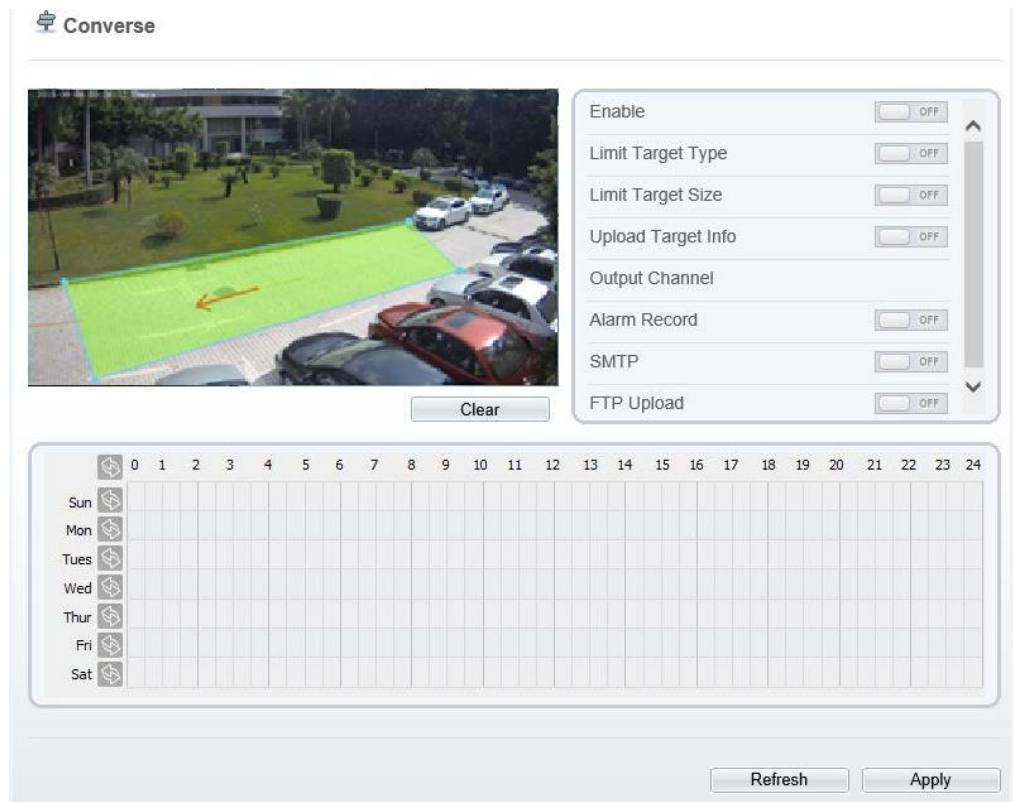 Converse
Enable OFF
Limit Target Type OFF
Limit Target Size OFF
Upload Target Info OFF
Output Channel
Alarm Record OFF
SMTP OFF
FTP Upload OFF
Clear
0 1 2 3 4 5 6 7 8 9 10 11 12 13 14 15 16 17 18 19 20 21 22 23 24
Sun
Mon
Tues
Wed
Thur
Fri
Sat
Refresh Apply